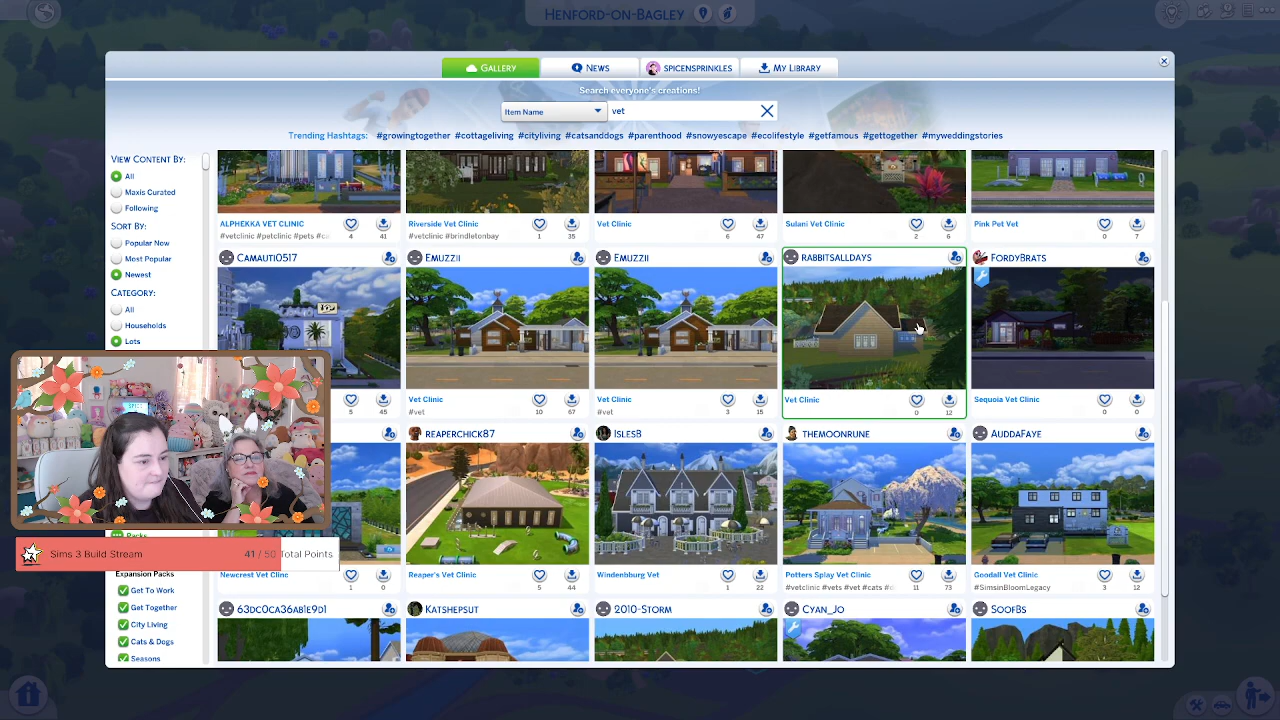 Henford-on-Bagley
Gallery
News
spicensprinkles
My Library
Search everyone's creations!
Item Name
vet
Trending Hashtags: #growingtogether #cottageliving #cityliving #catsanddogs #parenthood #snowyescape #ecolifestyle #getfamous #gettogether #myweddingstories
View Content By:
All
Maxis Curated
Following
Sort By:
Popular Now
Most Popular
Newest
Category:
All
Households
Lots
ALPHEKKA VET CLINIC
#vetclinic #petclinic #pets #ca
4
41
Riverside Vet Clinic
#vetclinic #brindletonbay
1
35
Vet Clinic
6
47
Sulani Vet Clinic
2
6
Pink Pet Vet
0
7
Camauti0517
5
45
Emuzzii
Vet Clinic
#vet
10
67
Emuzzii
Vet Clinic
#vet
3
15
rabbitsalldays
Vet Clinic
0
12
FordyBrats
Sequoia Vet Clinic
0
0
Newcrest Vet Clinc
1
0
reaperchick87
Reaper's Vet Clinic
5
44
IslesB
Windenburg Vet
1
22
themoonrune
Potters Splay Vet Clinic
#vetclinic #vets #vet #cats #d
11
73
AuddaFaye
Goodall Vet Clinic
#SimsinBloomLegacy
3
12
63dc0ca36ab1e9d1
Katshepsut
2010-Storm
Cyan_Jo
SoofBs
Sims 3 Build Stream
41 / 50 Total Points
Packs
Expansion Packs
Get To Work
Get Together
City Living
Cats & Dogs
Seasons